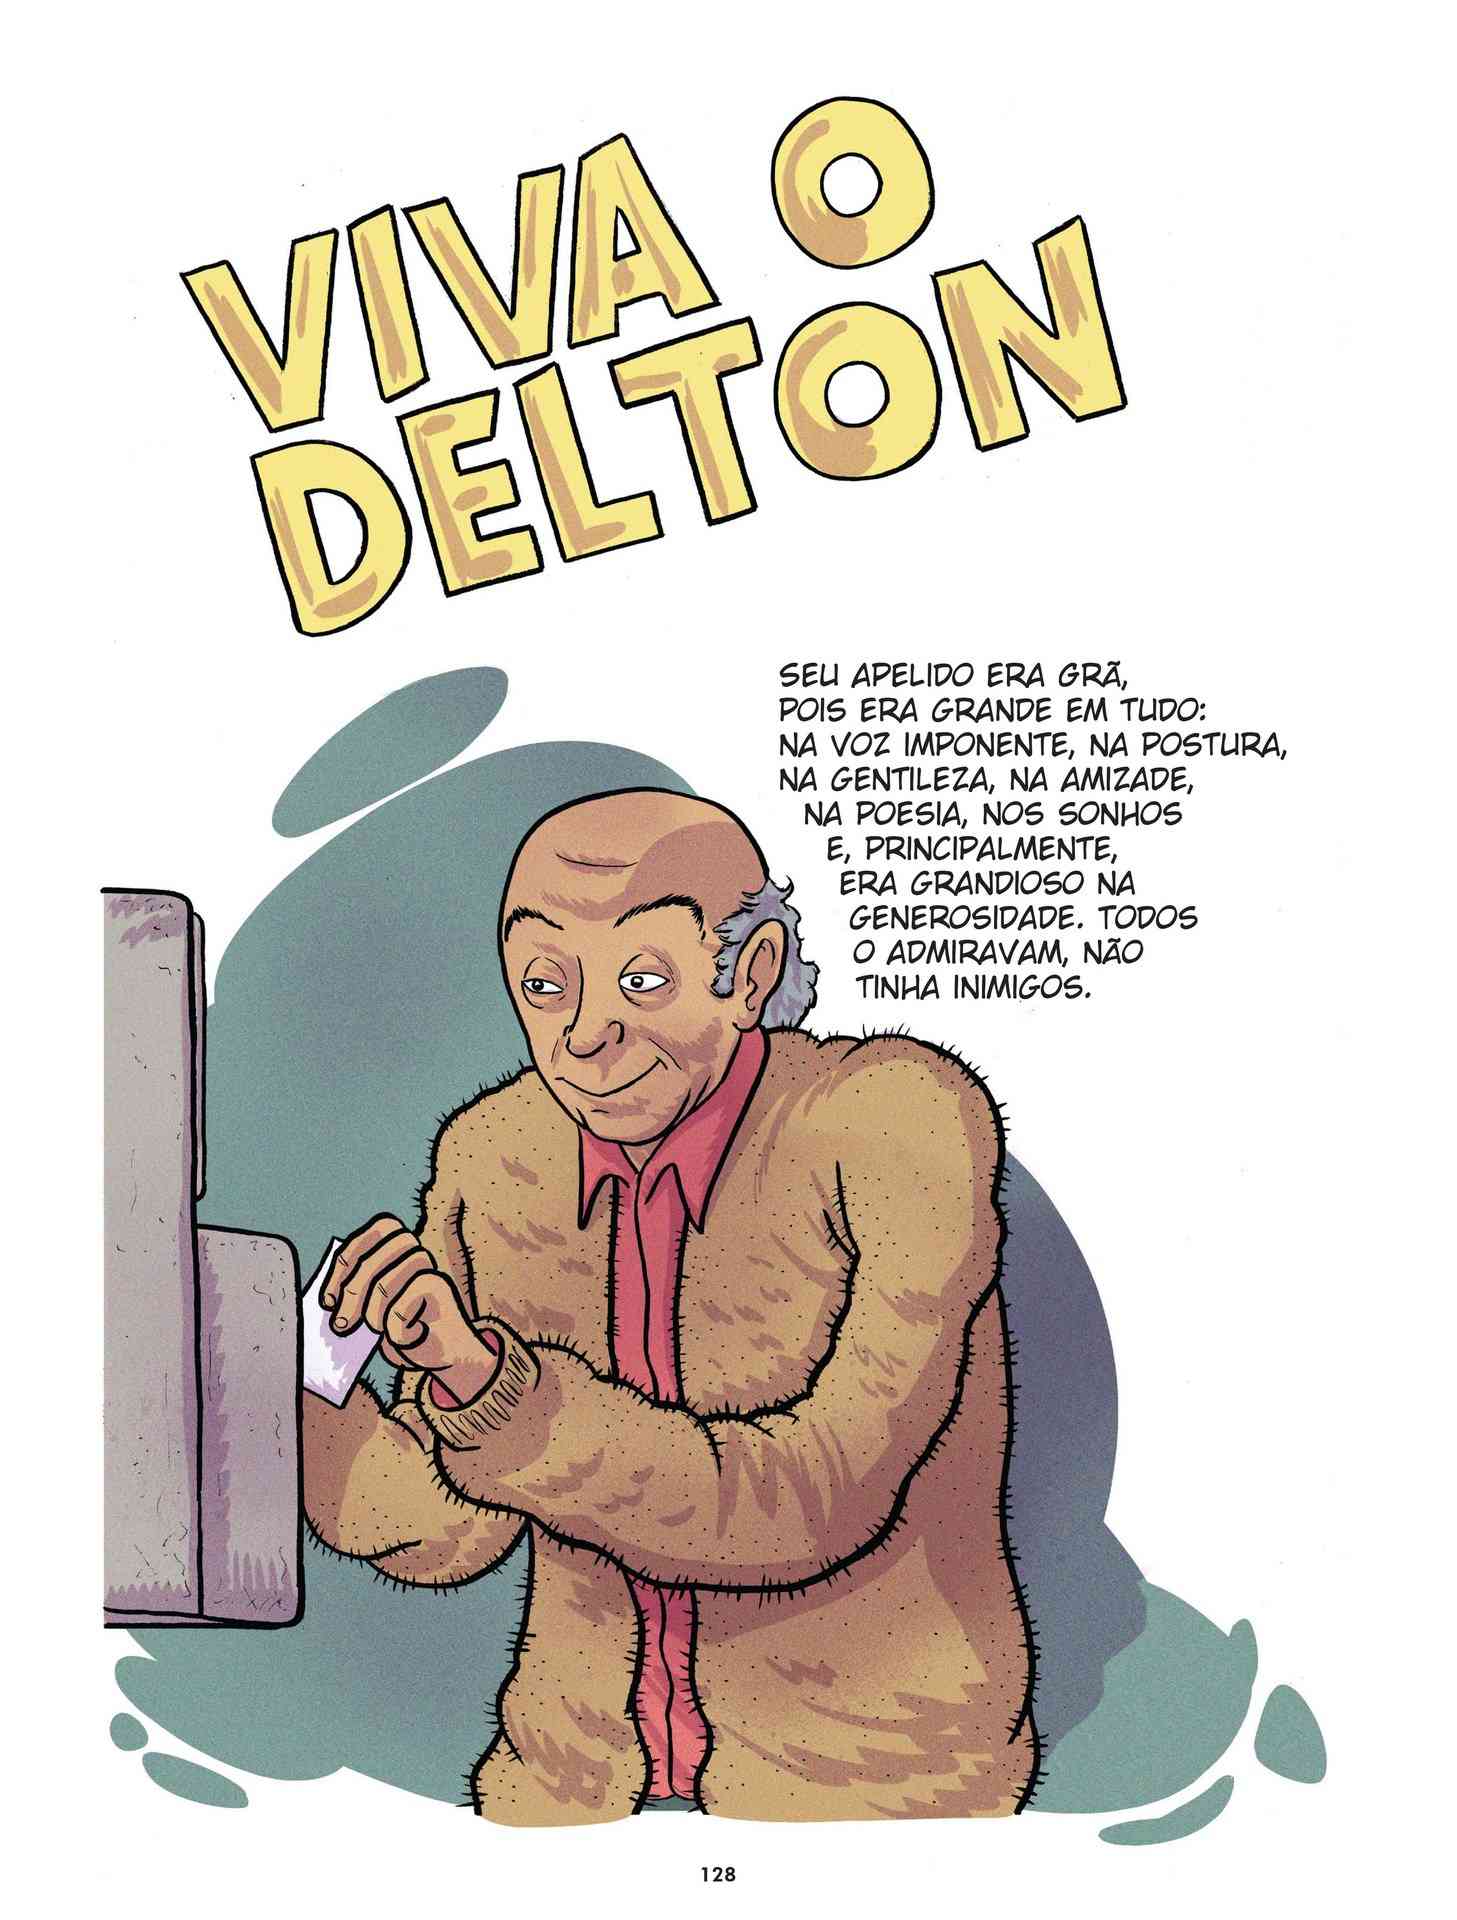 VIVA O
DELTON
SEU APELIDO ERA GRÃ,
POIS ERA GRANDE EM TUDO:
NA VOZ IMPONENTE, NA POSTURA,
NA GENTILEZA, NA AMIZADE,
NA POESIA, NOS SONHOS
E, PRINCIPALMENTE,
ERA GRANDIOSO NA
GENEROSIDADE. TODOS
O ADMIRAVAM, NÃO
TINHA INIMIGOS.
128